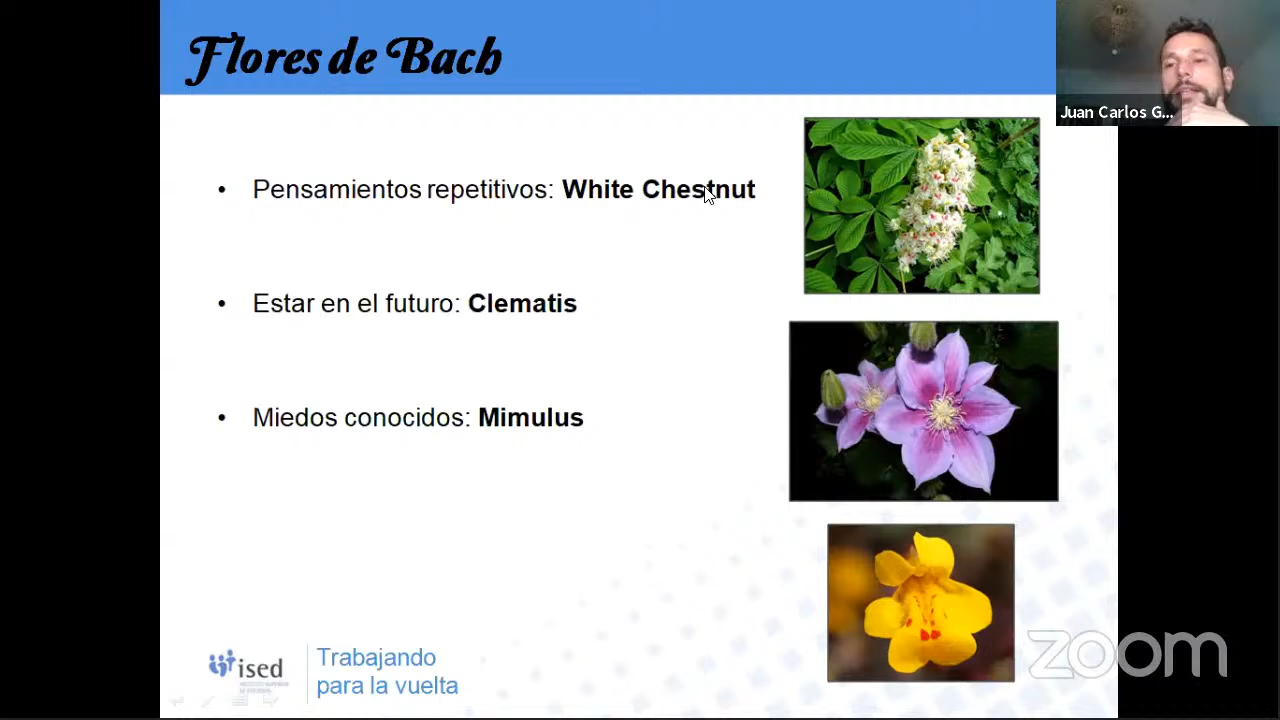 Flores de Bach
Juan Carlos G...
• Pensamientos repetitivos: White Chestnut
• Estar en el futuro: Clematis
• Miedos conocidos: Mimulus
ised
Trabajando
para la vuelta
zoom